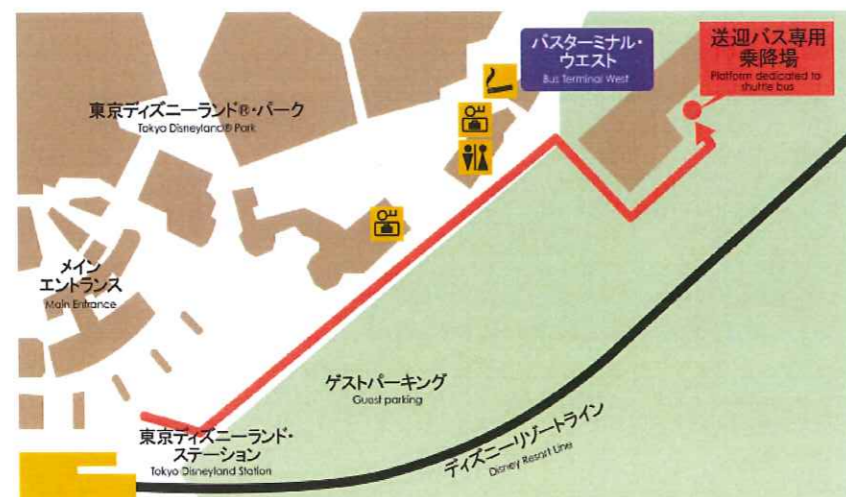 バスターミナル・
ウエスト
Bus Terminal West
送迎バス専用
乗降場
Platform dedicated to
shuttle bus
東京ディズニーランド®・パーク
Tokyo Disneyland® Park
メイン
エントランス
Main Entrance
ゲストパーキング
Guest parking
東京ディズニーランド・
ステーション
Tokyo Disneyland Station
ディズニーリゾートライン
Disney Resort Line